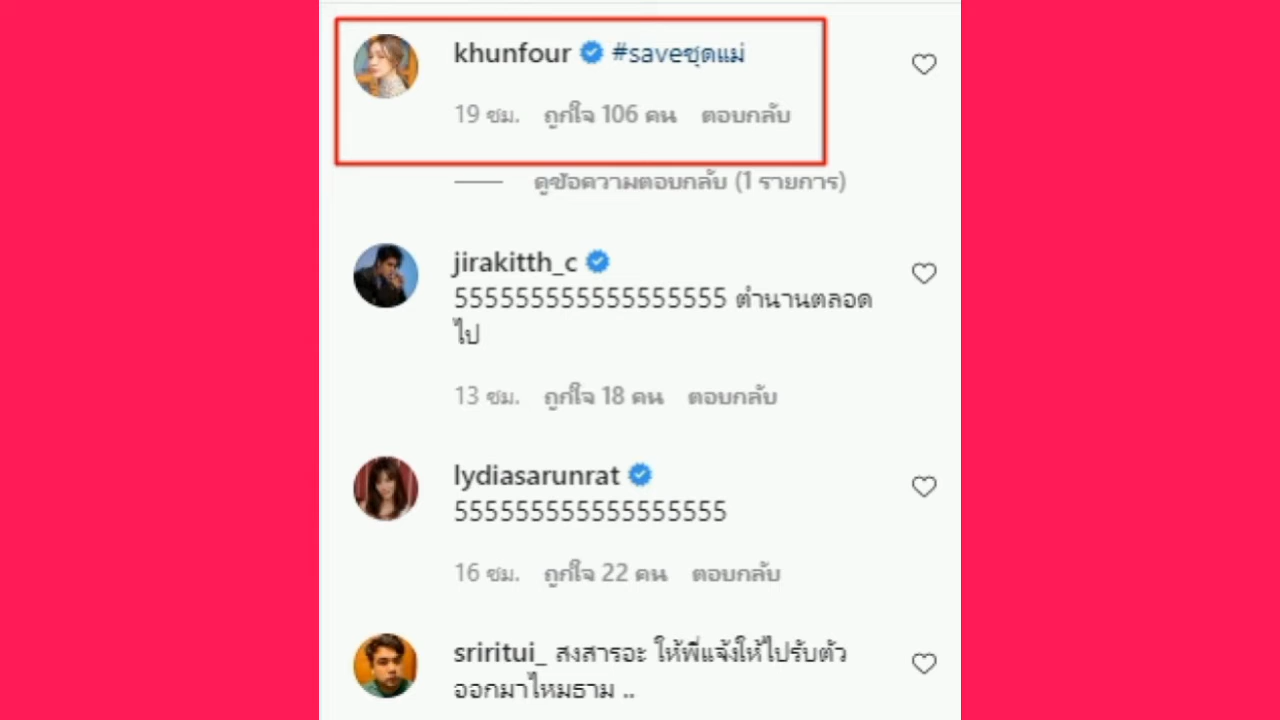 khunfour #saveชุดแม่
19 ชม. ถูกใจ 106 คน ตอบกลับ
ดูข้อความตอบกลับ (1 รายการ)
jirakitth_c
555555555555555555 ตำนานตลอด
ไป
13 ชม. ถูกใจ 18 คน ตอบกลับ
lydiasarunrat
555555555555555555
16 ชม. ถูกใจ 22 คน ตอบกลับ
sriritui_ สงสารอะ ให้พี่แจ้งให้ไปรับตัว
ออกมาไหมธาม ..